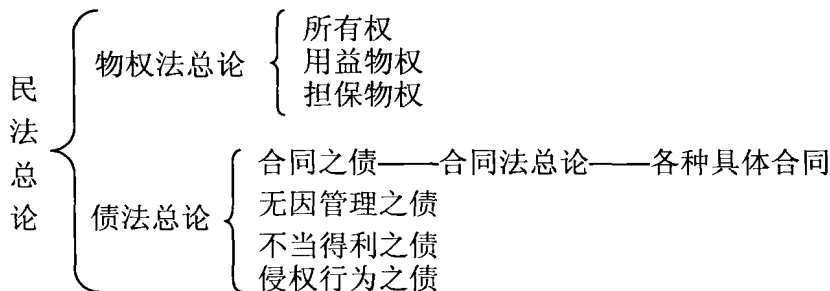 民法总论
物权法总论
所有权
用益物权
担保物权
债法总论
合同之债——合同法总论——各种具体合同
无因管理之债
不当得利之债
侵权行为之债